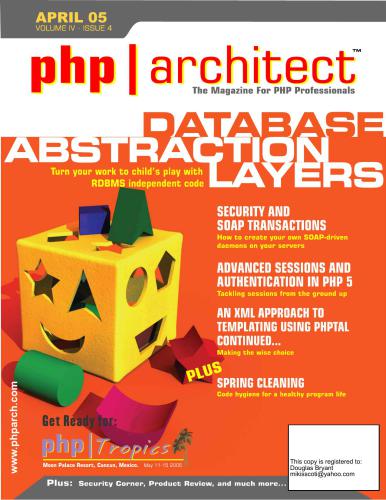 APRIL 05
VOLUME IV - ISSUE 4
php|architect™
The Magazine For PHP Professionals
DATABASE
ABSTRACTION
LAYERS
Turn your work to child's play with
RDBMS independent code
SECURITY AND
SOAP TRANSACTIONS
How to create your own SOAP-driven
daemons on your servers
ADVANCED SESSIONS AND
AUTHENTICATION IN PHP 5
Tackling sessions from the ground up
AN XML APPROACH TO
TEMPLATING USING PHPTAL
CONTINUED...
Making the wise choice
PLUS
SPRING CLEANING
Code hygiene for a healthy program life
www.phparch.com
Get Ready for:
php|Tropics
Moon Palace Resort, Cancun, Mexico. May 11-15 2005
This copy is registered to:
Douglas Bryant
mikisacoti@yahoo.com
Plus: Security Corner, Product Review, and much more...